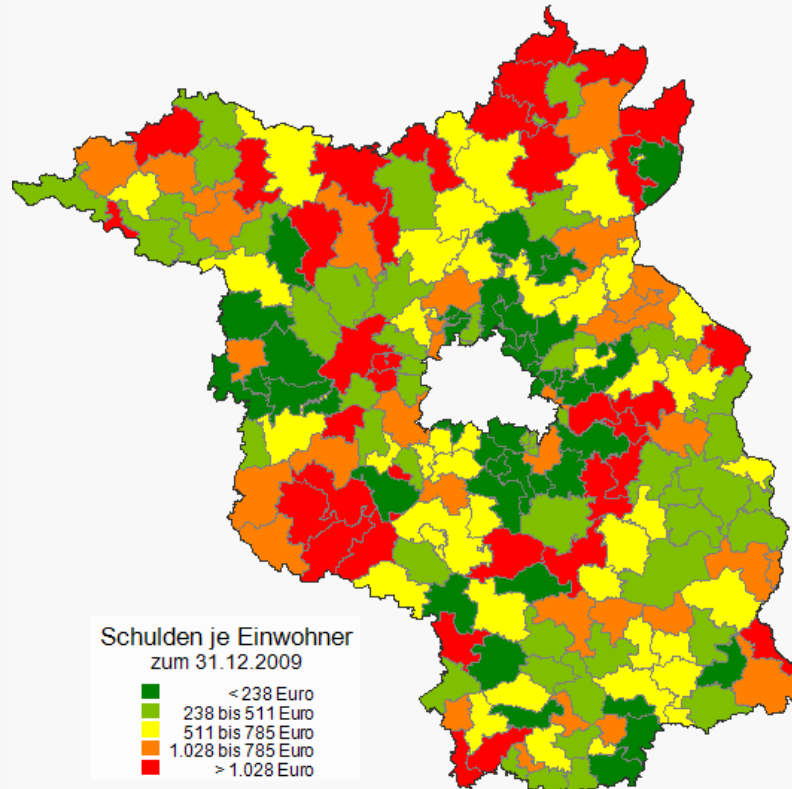 Schulden je Einwohner
zum 31.12.2009
< 238 Euro
238 bis 511 Euro
511 bis 785 Euro
1.028 bis 785 Euro
> 1.028 Euro